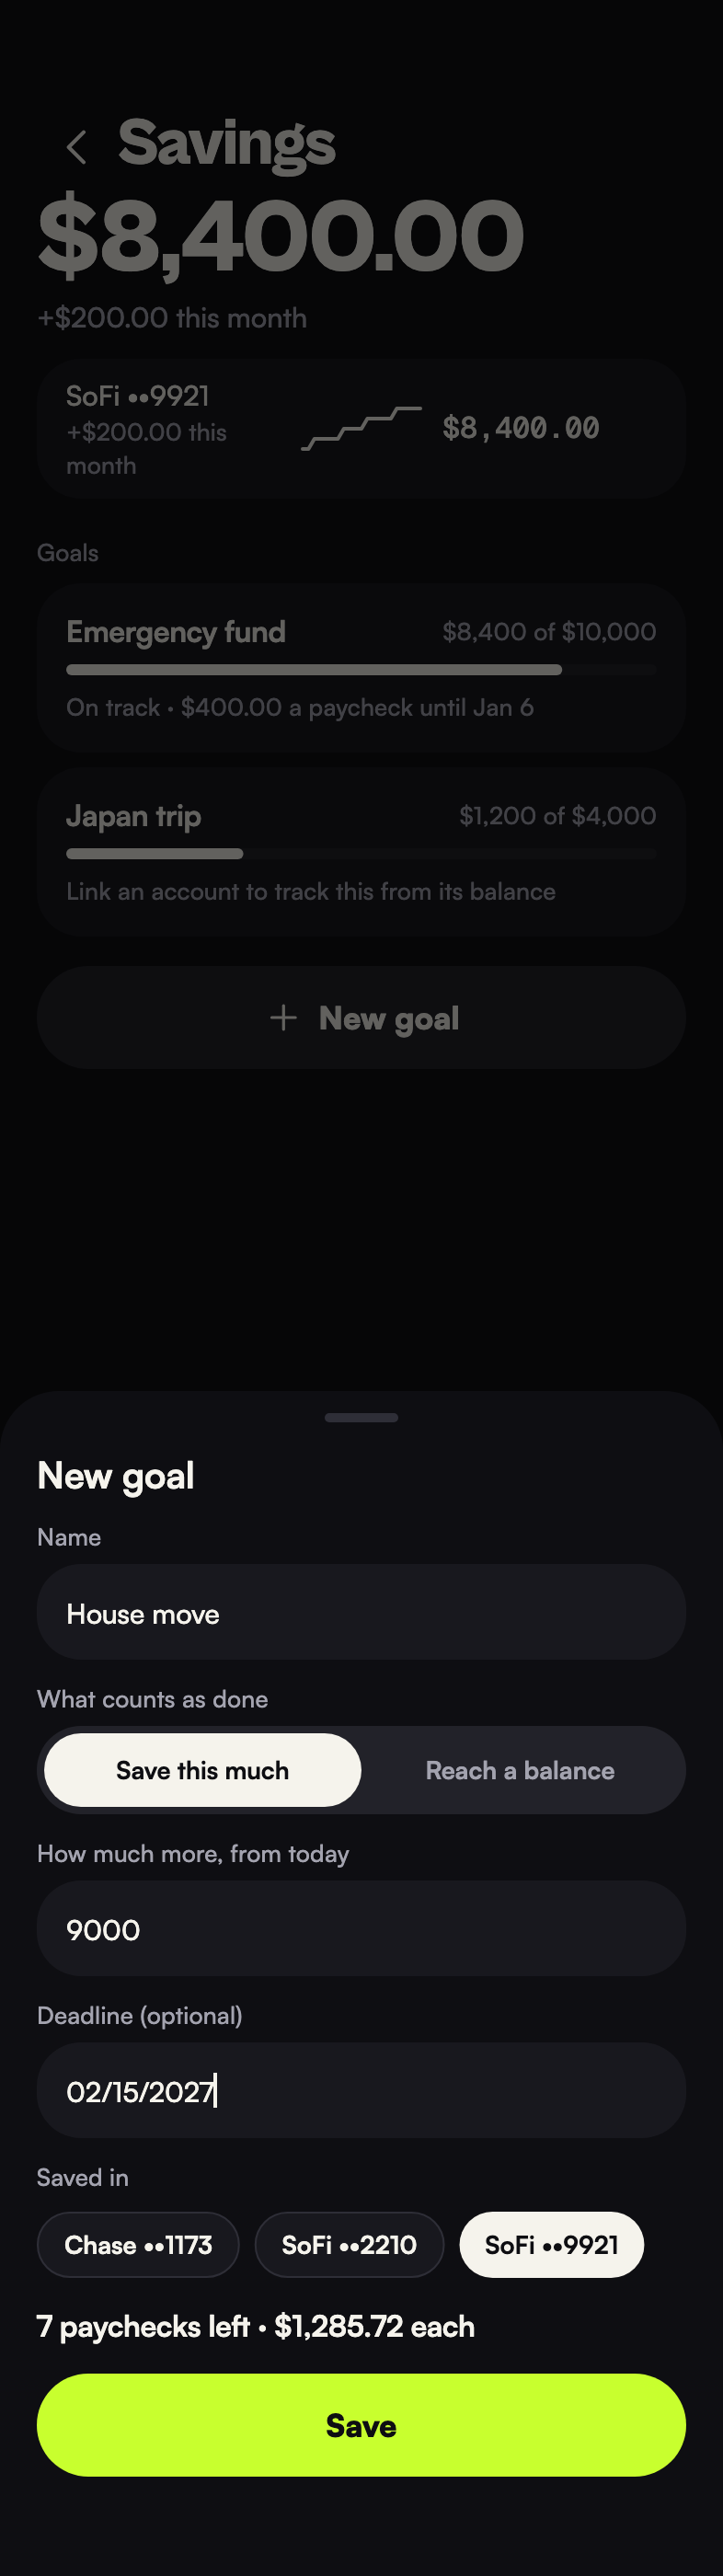 Savings
$8,400.00
+$200.00 this month
SoFi ••9921
+$200.00 this
month
$8,400.00
Goals
Emergency fund
$8,400 of $10,000
On track · $400.00 a paycheck until Jan 6
Japan trip
$1,200 of $4,000
Link an account to track this from its balance
+ New goal
New goal
Name
House move
What counts as done
Save this much
Reach a balance
How much more, from today
9000
Deadline (optional)
02/15/2027
Saved in
Chase ••1173
SoFi ••2210
SoFi ••9921
7 paychecks left · $1,285.72 each
Save